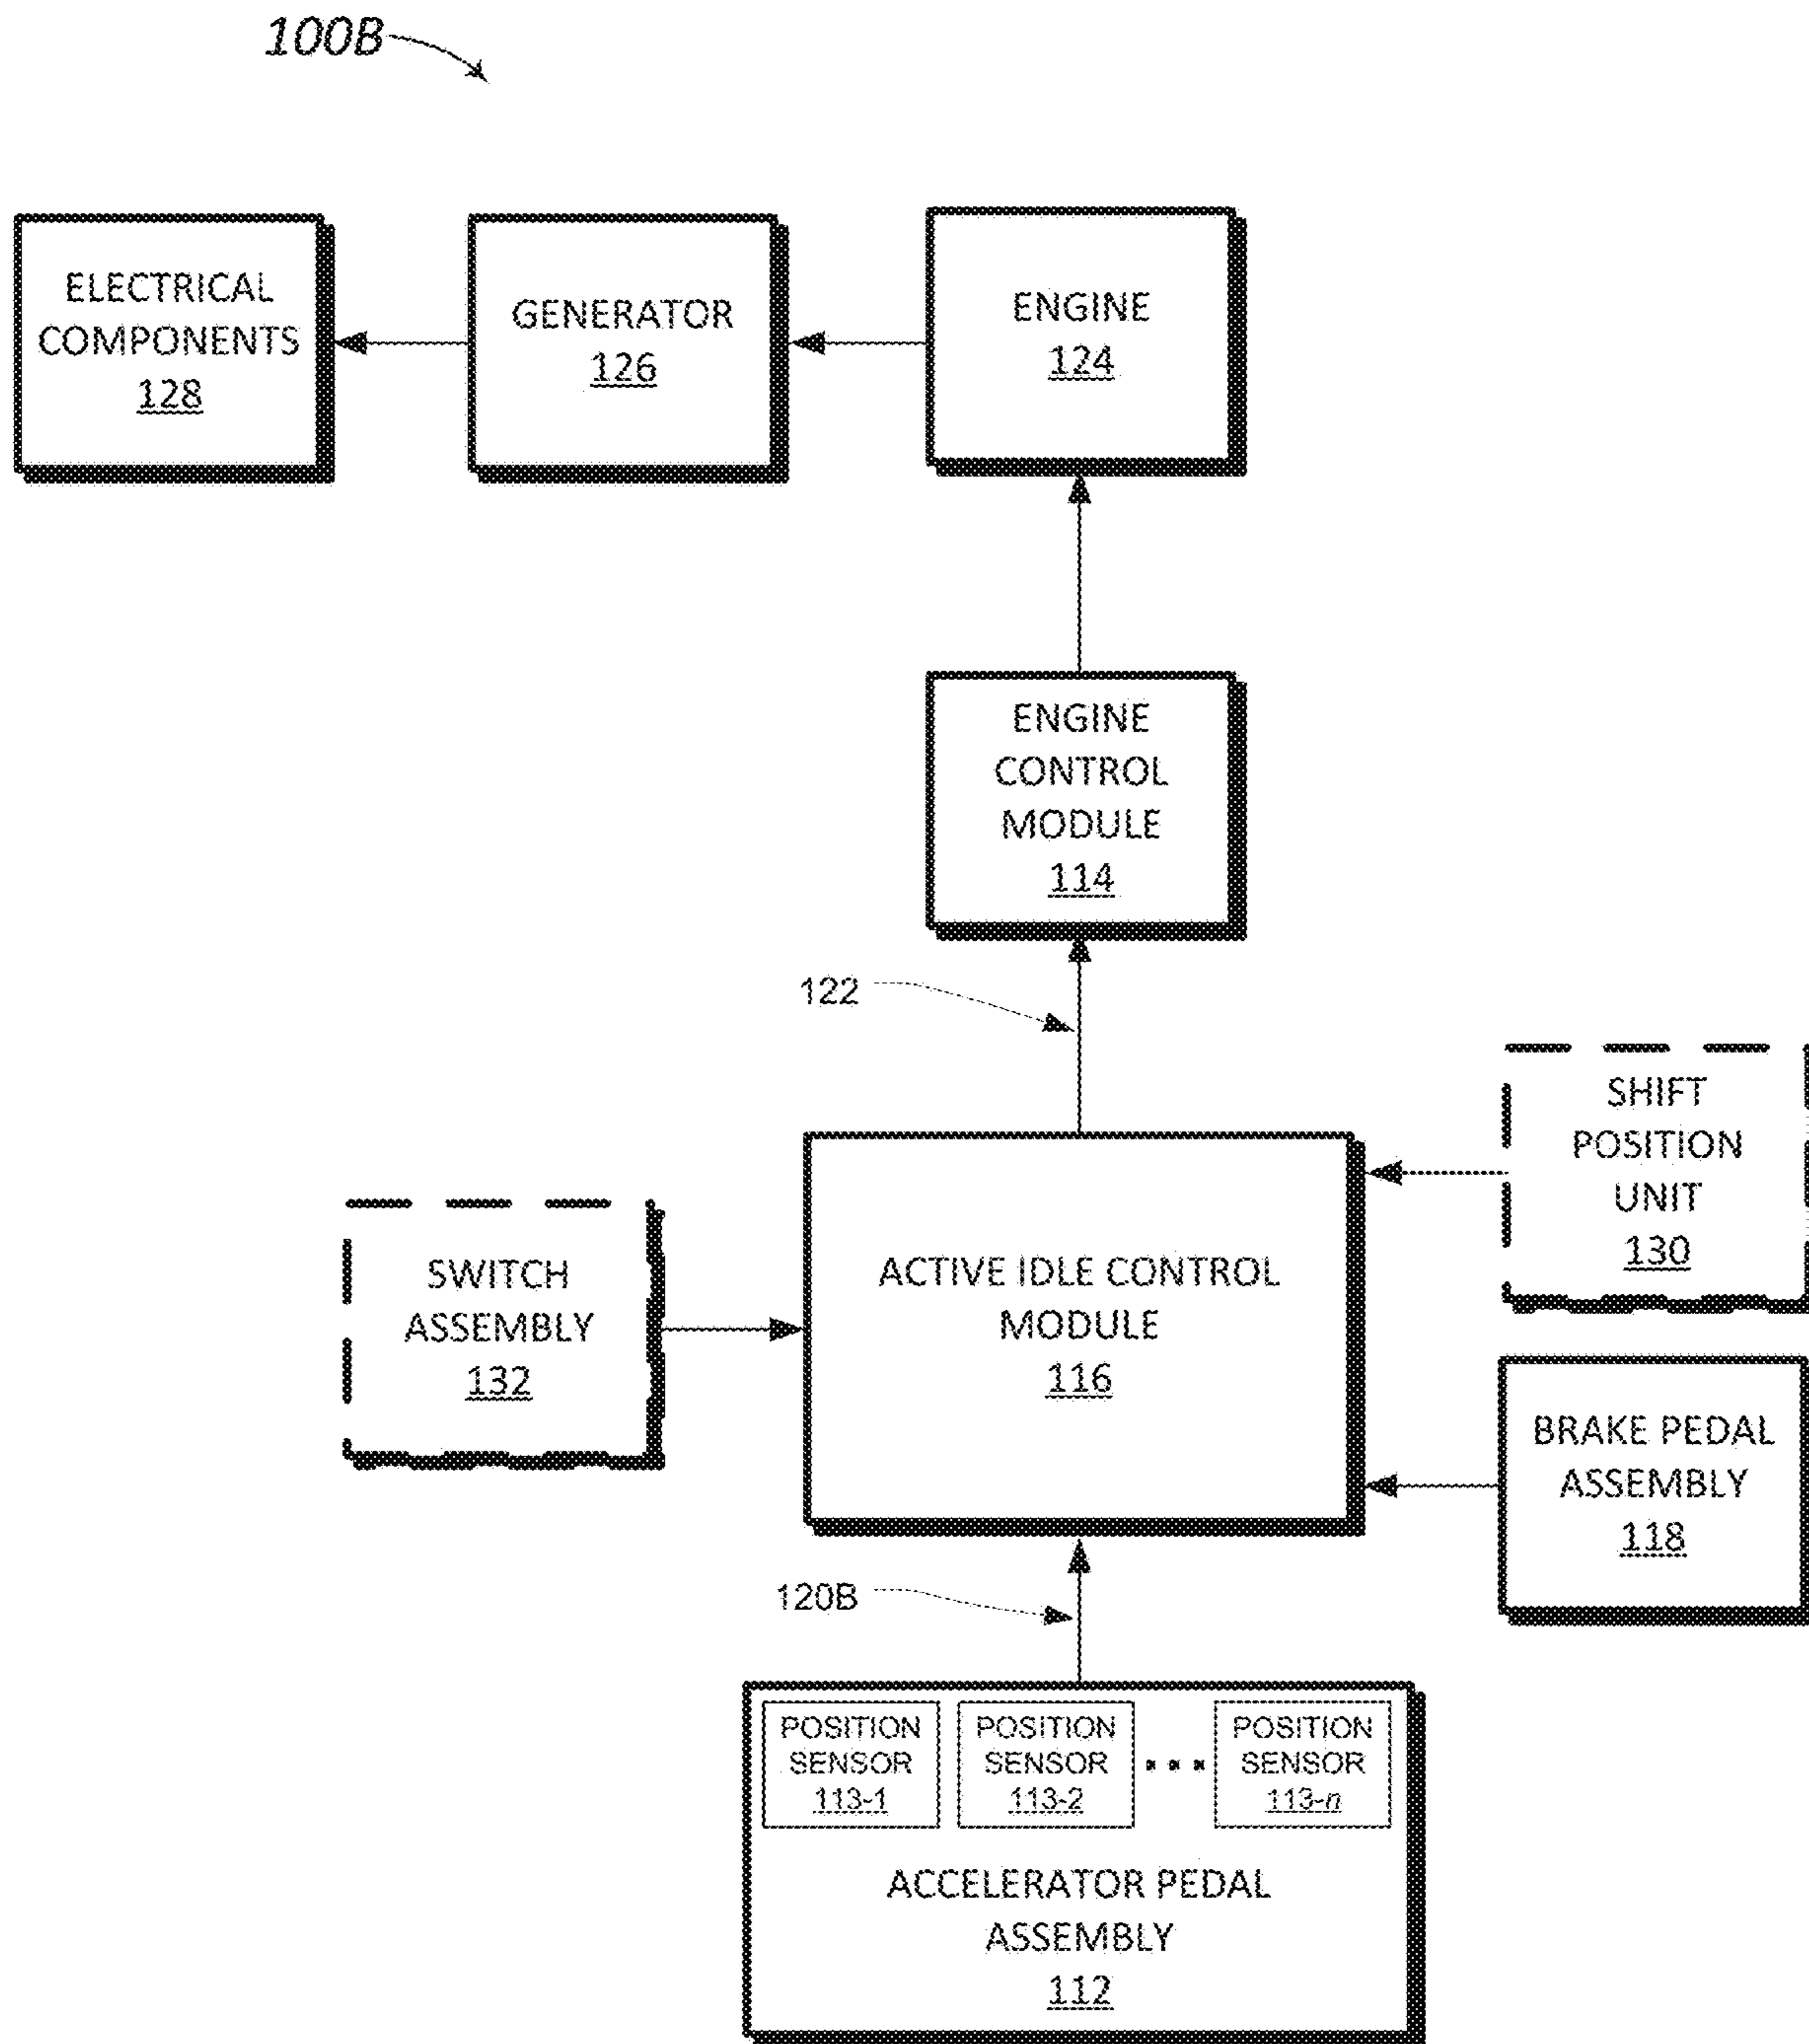 100B
ELECTRICAL
COMPONENTS
128
GENERATOR
126
ENGINE
124
ENGINE
CONTROL
MODULE
114
122
SHIFT
POSITION
UNIT
130
SWITCH
ASSEMBLY
132
ACTIVE IDLE CONTROL
MODULE
116
BRAKE PEDAL
ASSEMBLY
118
120B
POSITION
SENSOR
113-1
POSITION
SENSOR
113-2
POSITION
SENSOR
113-n
ACCELERATOR PEDAL
ASSEMBLY
112